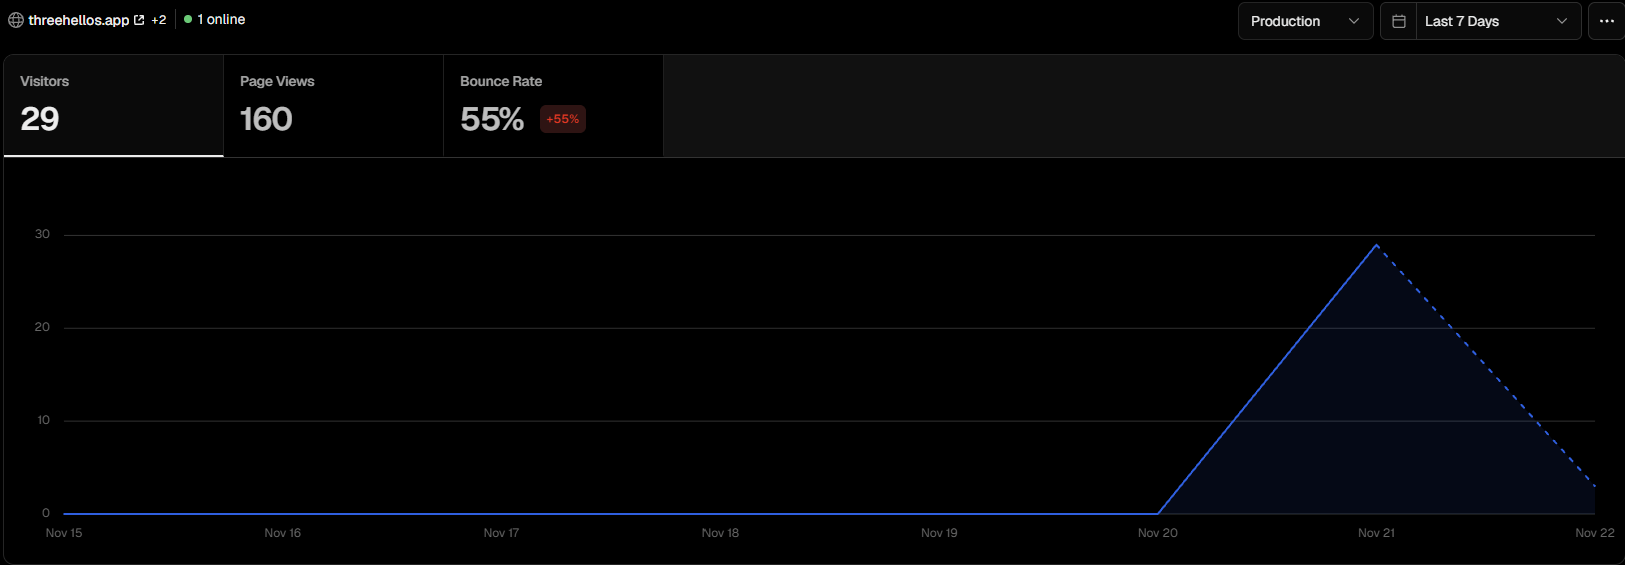 threehellos.app +2 1 online
Production
Last 7 Days
Visitors
29
Page Views
160
Bounce Rate
55% +55%
30
20
10
0
Nov 15 Nov 16 Nov 17 Nov 18 Nov 19 Nov 20 Nov 21 Nov 22